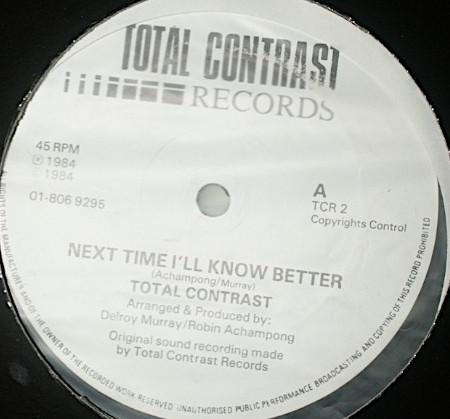 TOTAL CONTRAST
RECORDS
45 RPM
Ⓟ 1984
1984
01-806 9295
A
TCR 2
Copyrights Control
NEXT TIME I'LL KNOW BETTER
(Achampong/Murray)
TOTAL CONTRAST
Arranged & Produced by:
Delroy Murray/Robin Achampong
Original sound recording made
by Total Contrast Records
RIGHTS OF THE MANUFACTURER AND OF THE OWNER OF THE RECORDED WORK RESERVED UNAUTHORISED PUBLIC PERFORMANCE BROADCASTING AND COPYING OF THIS RECORD PROHIBITED